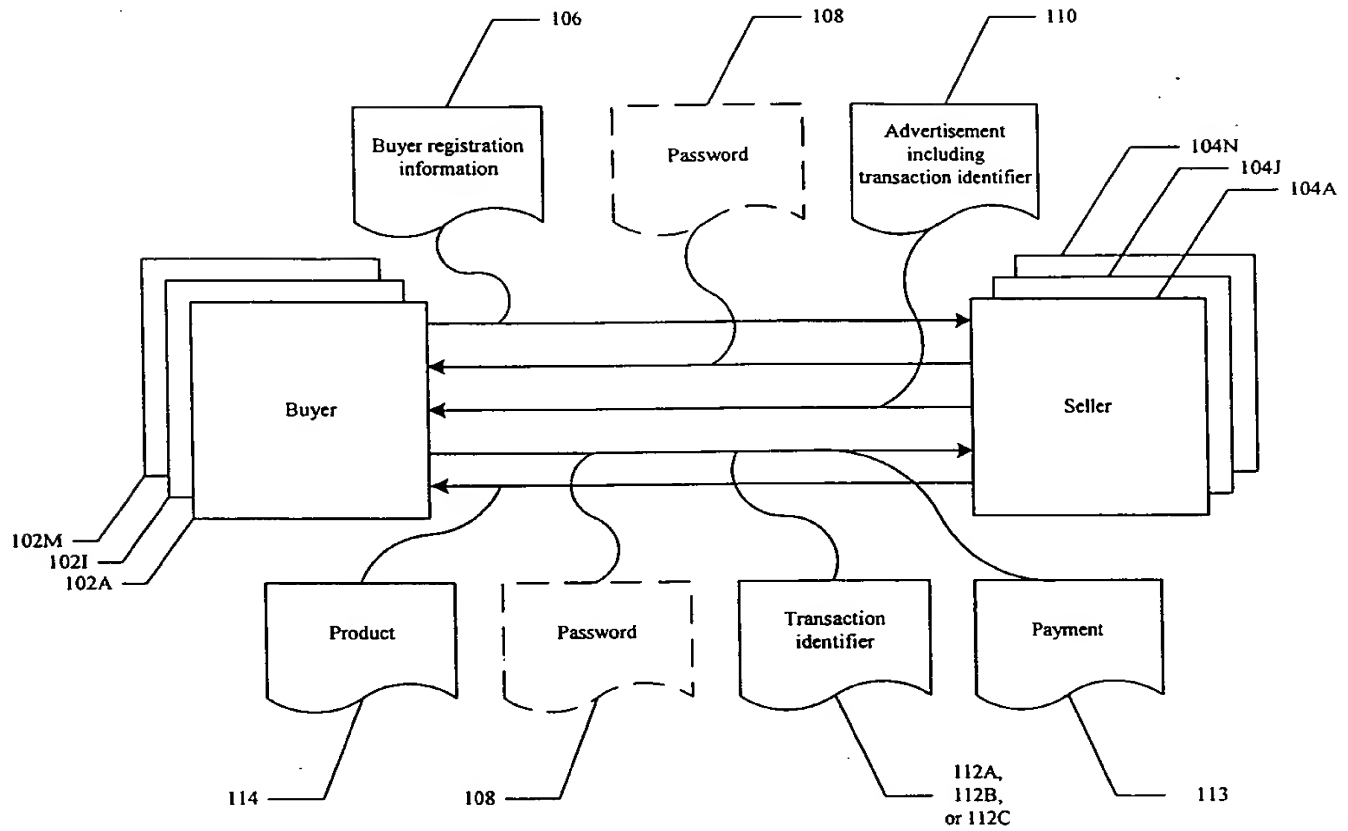 106
108
110
Buyer registration
information
Password
Advertisement
including
transaction identifier
104N
104J
104A
Buyer
Seller
102M
102I
102A
Product
Password
Transaction
identifier
Payment
114
108
112A,
112B,
or 112C
113